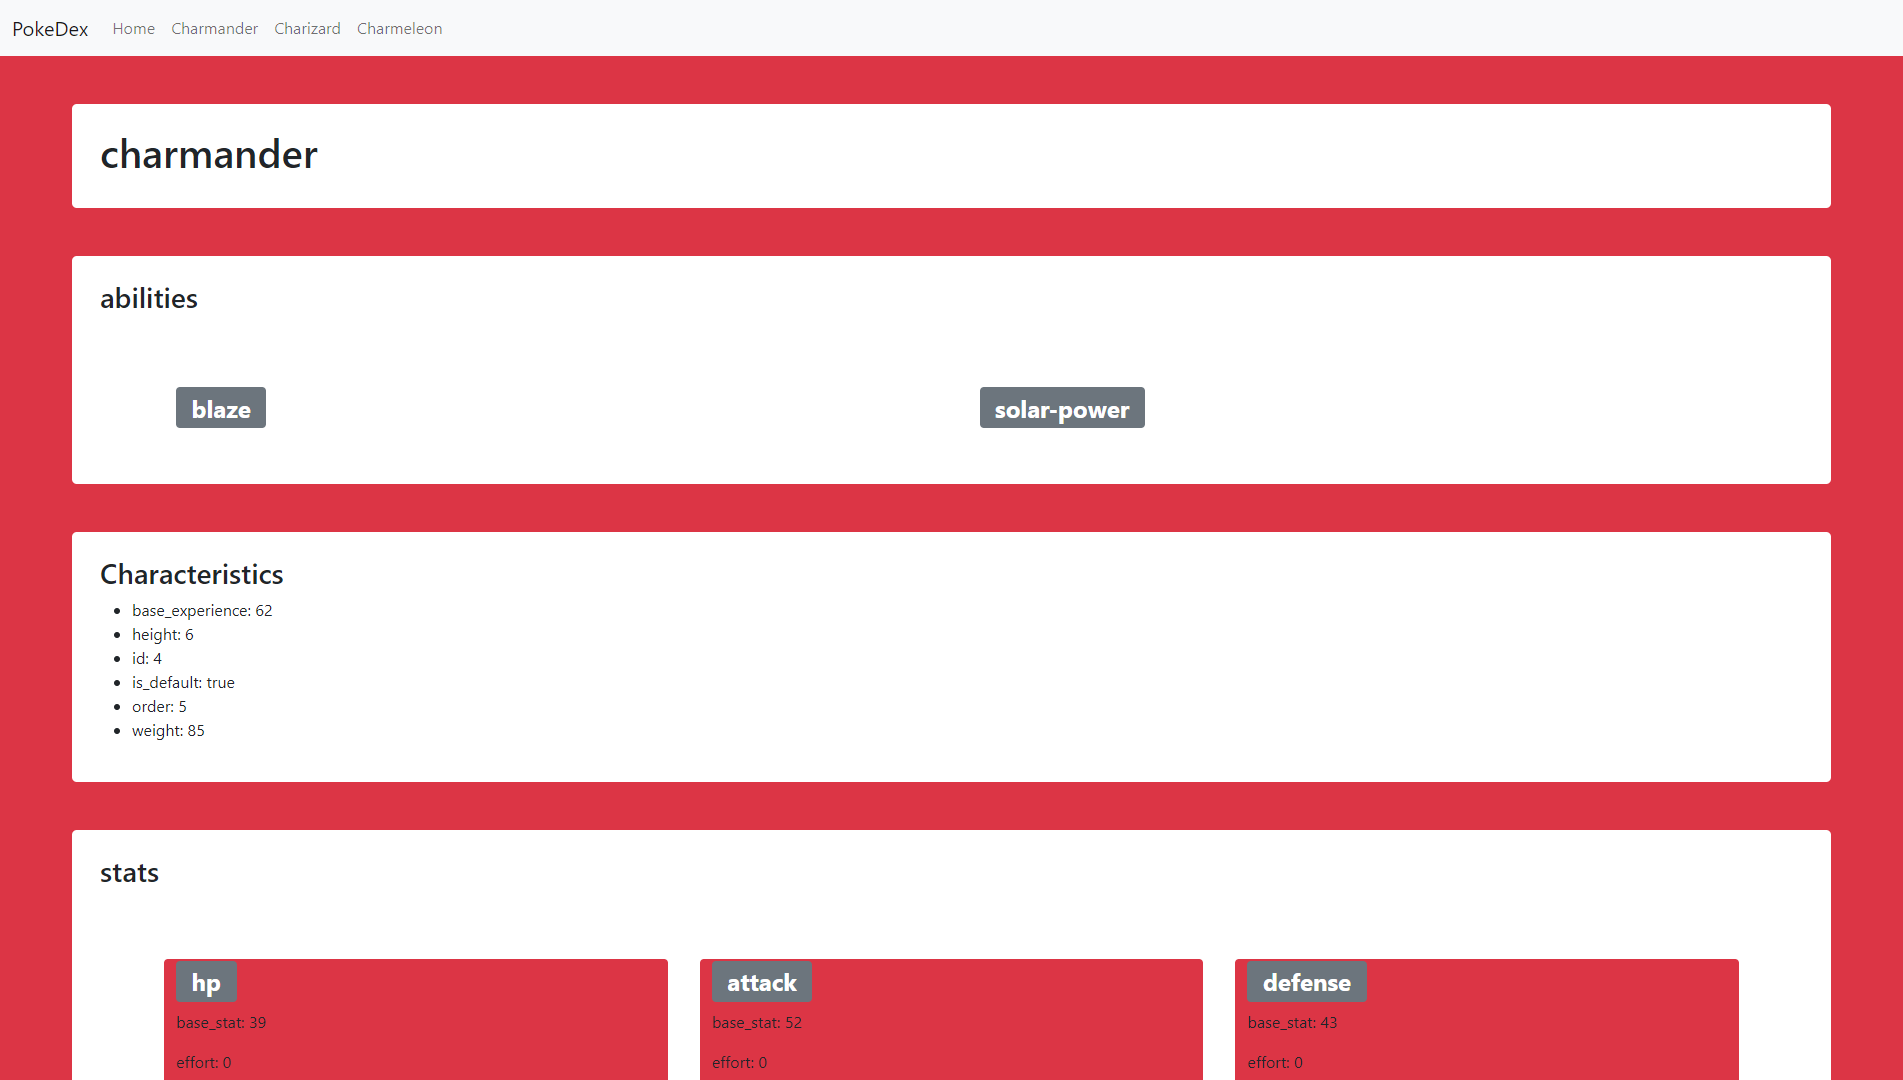 PokeDex Home Charmander Charizard Charmeleon
charmander
abilities
blaze solar-power
Characteristics
base_experience: 62
height: 6
id: 4
is_default: true
order: 5
weight: 85
stats
hp attack defense
base_stat: 39 base_stat: 52 base_stat: 43
effort: 0 effort: 0 effort: 0